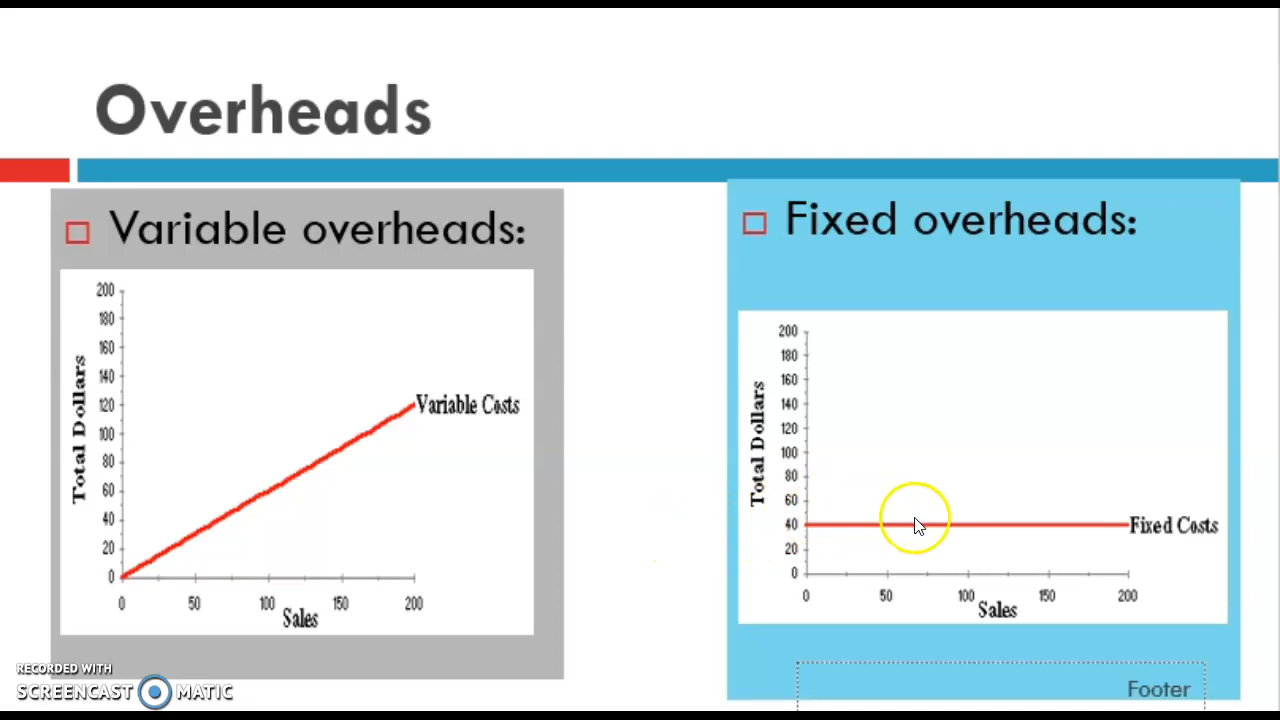 Overheads
Variable overheads:
200
180
160
140
120
100
80
60
40
20
0
Total Dollars
Variable Costs
0 50 100 150 200
Sales
Fixed overheads:
200
180
160
140
120
100
80
60
40
20
0
Total Dollars
Fixed Costs
0 50 100 150 200
Sales
Footer
RECORDED WITH
SCREENCAST MATIC